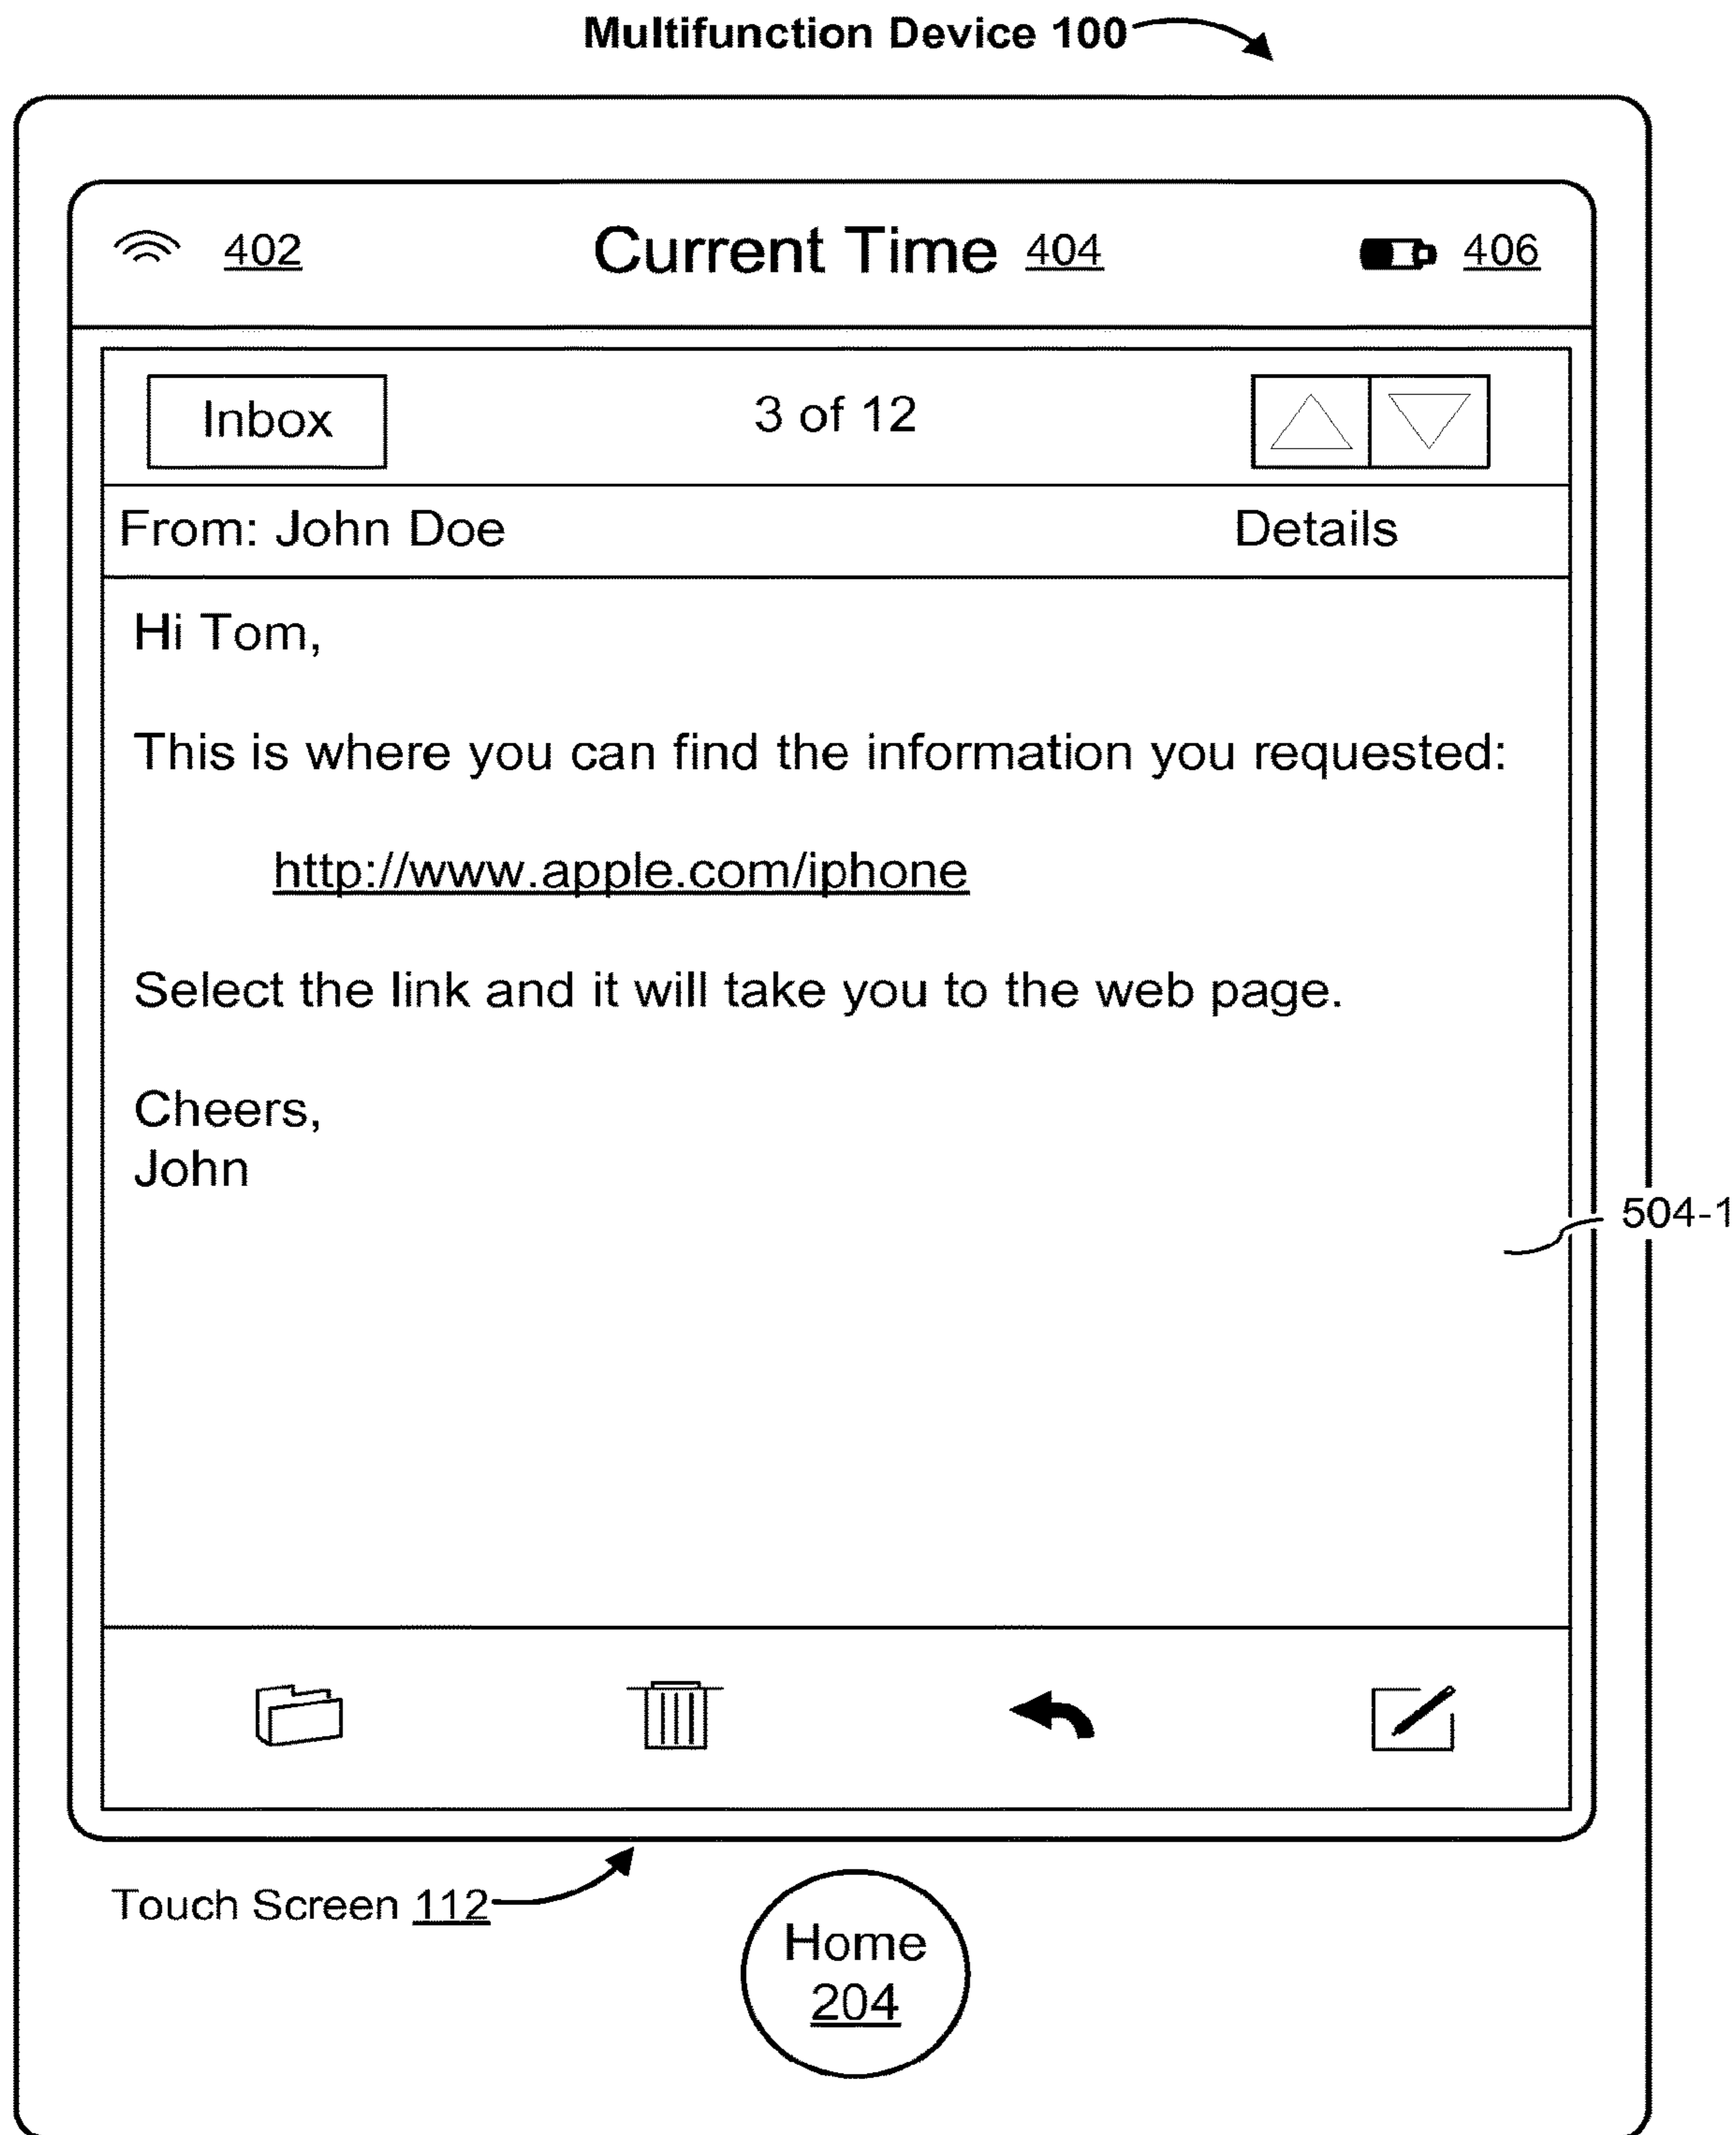 Multifunction Device 100
402 Current Time 404 406
Inbox 3 of 12
From: John Doe Details
Hi Tom,
This is where you can find the information you requested:
http://www.apple.com/iphone
Select the link and it will take you to the web page.
Cheers,
John
504-1
Touch Screen 112
Home
204